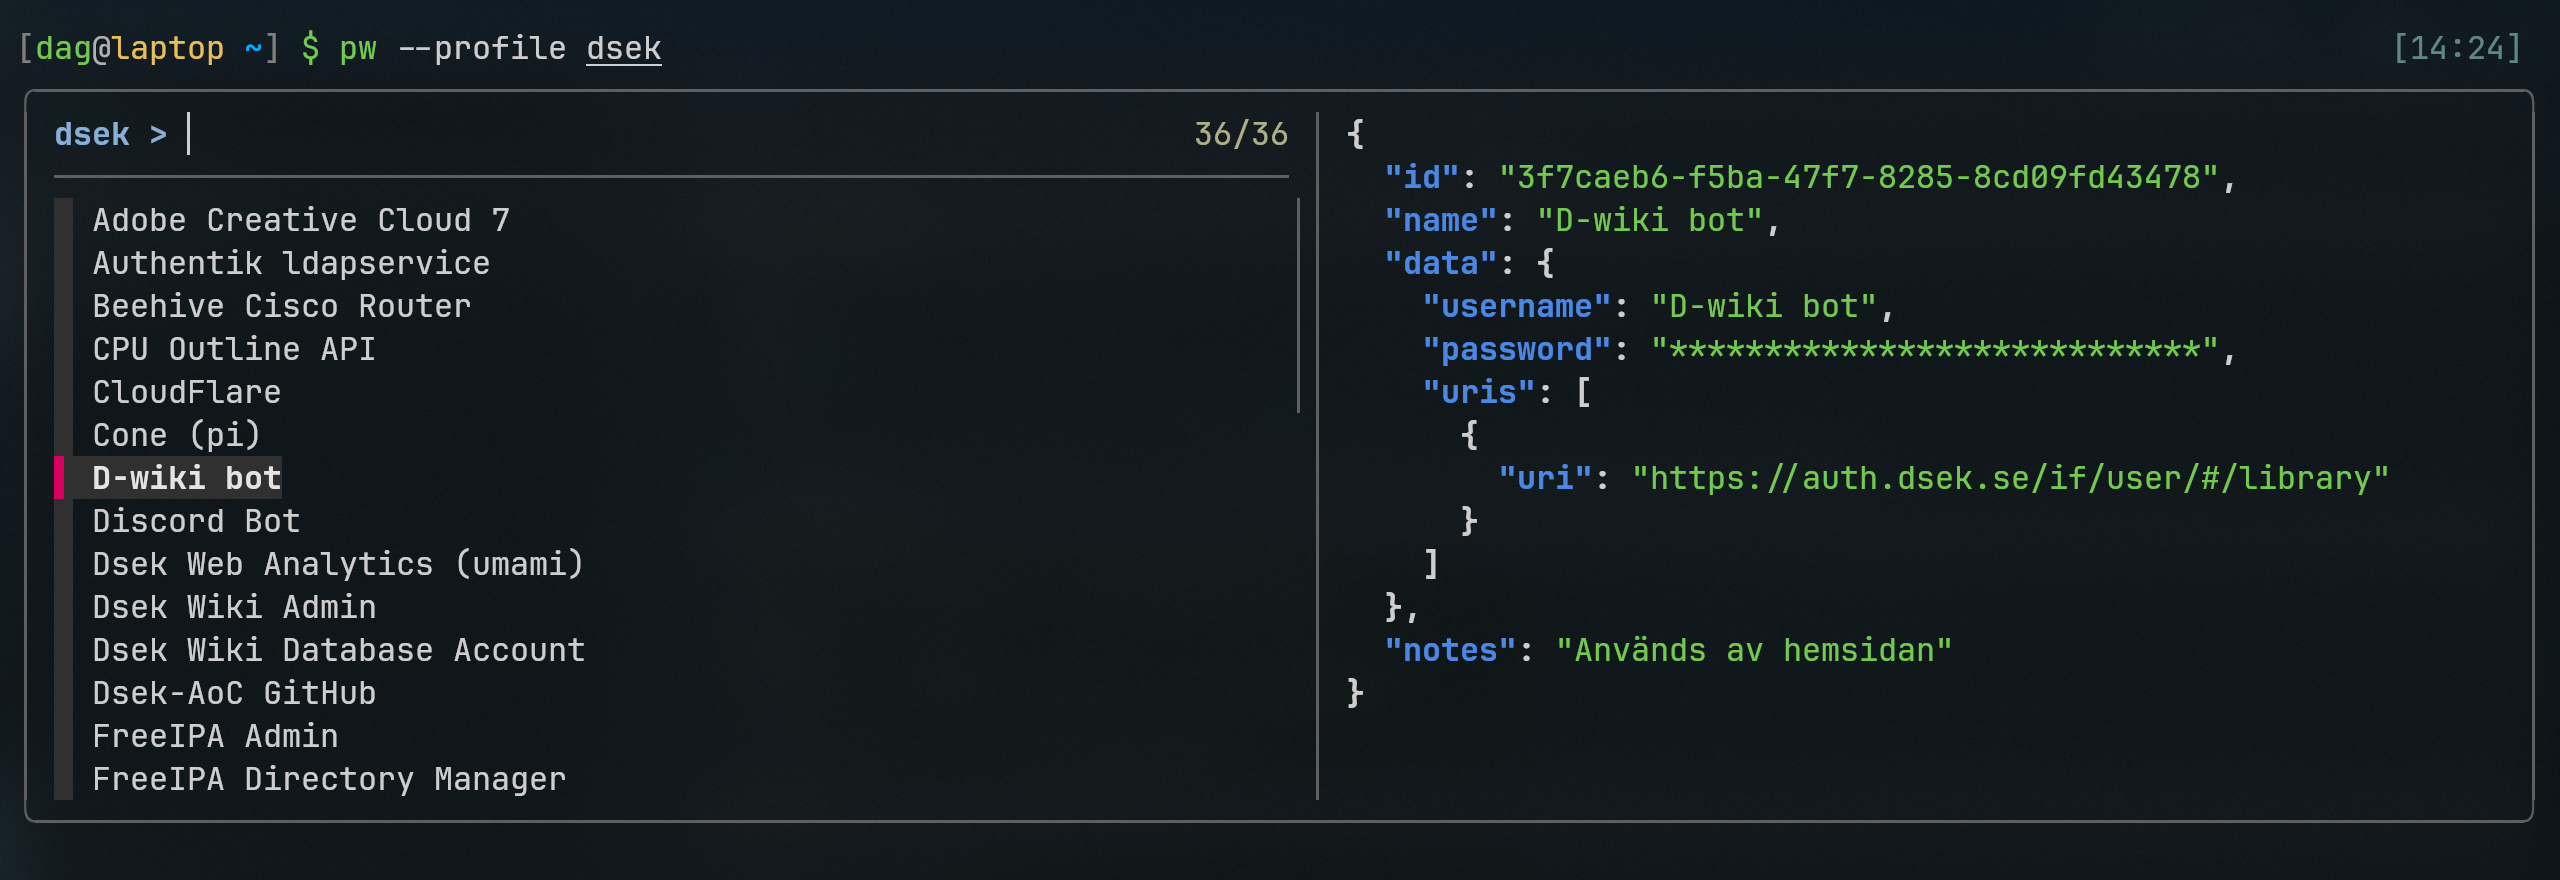 [dag@laptop ~] $ pw --profile dsek [14:24]
dsek > 36/36
Adobe Creative Cloud 7
Authentik ldapservice
Beehive Cisco Router
CPU Outline API
CloudFlare
Cone (pi)
D-wiki bot
Discord Bot
Dsek Web Analytics (umami)
Dsek Wiki Admin
Dsek Wiki Database Account
Dsek-AoC GitHub
FreeIPA Admin
FreeIPA Directory Manager
{
  "id": "3f7caeb6-f5ba-47f7-8285-8cd09fd43478",
  "name": "D-wiki bot",
  "data": {
    "username": "D-wiki bot",
    "password": "****************************",
    "uris": [
      {
        "uri": "https://auth.dsek.se/if/user/#/library"
      }
    ]
  },
  "notes": "Används av hemsidan"
}